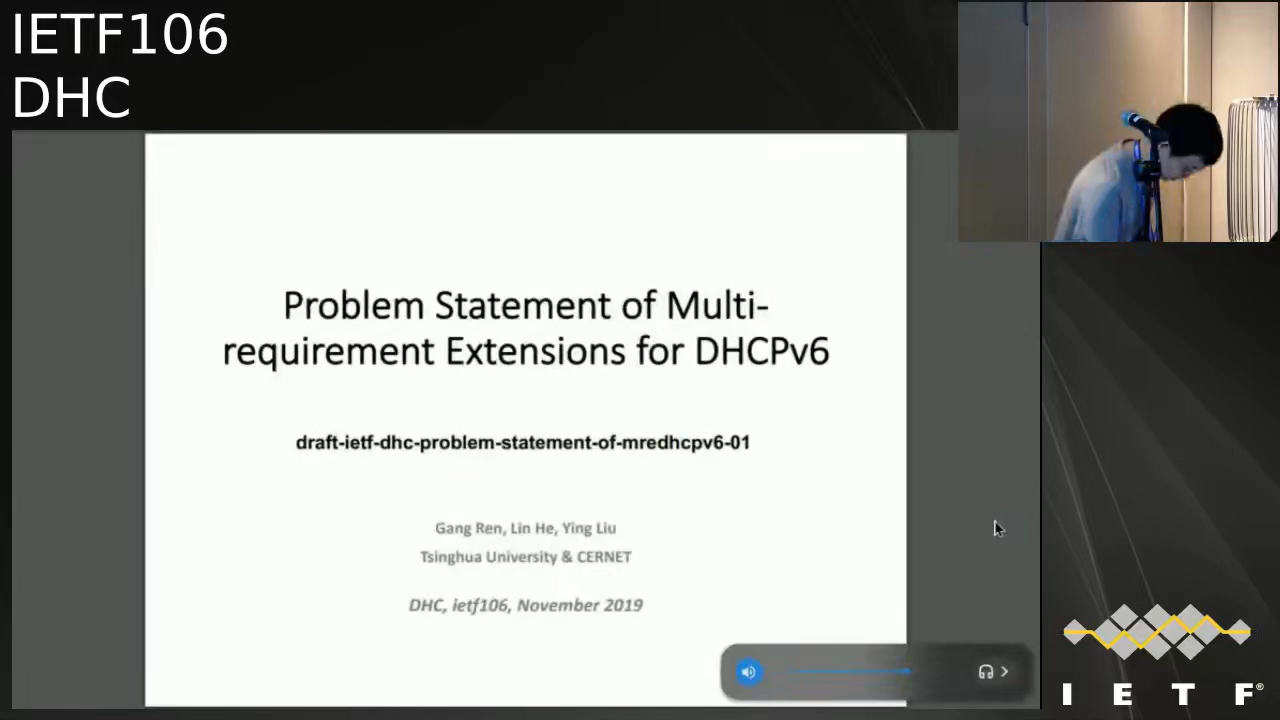 IETF106
DHC
Problem Statement of Multi-
requirement Extensions for DHCPv6
draft-ietf-dhc-problem-statement-of-mredhcpv6-01
Gang Ren, Lin He, Ying Liu
Tsinghua University & CERNET
DHC, ietf106, November 2019
I E T F®